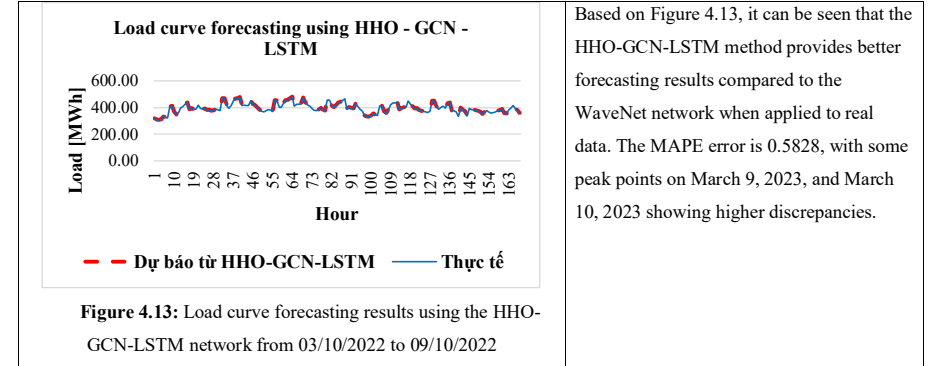 Load curve forecasting using HHO - GCN -
LSTM
600.00
400.00
200.00
0.00
Load [MWh]
1 10 19 28 37 46 55 64 73 82 91 100 109 118 127 136 145 154 163
Hour
Dự báo từ HHO-GCN-LSTM Thực tế
Figure 4.13: Load curve forecasting results using the HHO-
GCN-LSTM network from 03/10/2022 to 09/10/2022
Based on Figure 4.13, it can be seen that the
HHO-GCN-LSTM method provides better
forecasting results compared to the
WaveNet network when applied to real
data. The MAPE error is 0.5828, with some
peak points on March 9, 2023, and March
10, 2023 showing higher discrepancies.